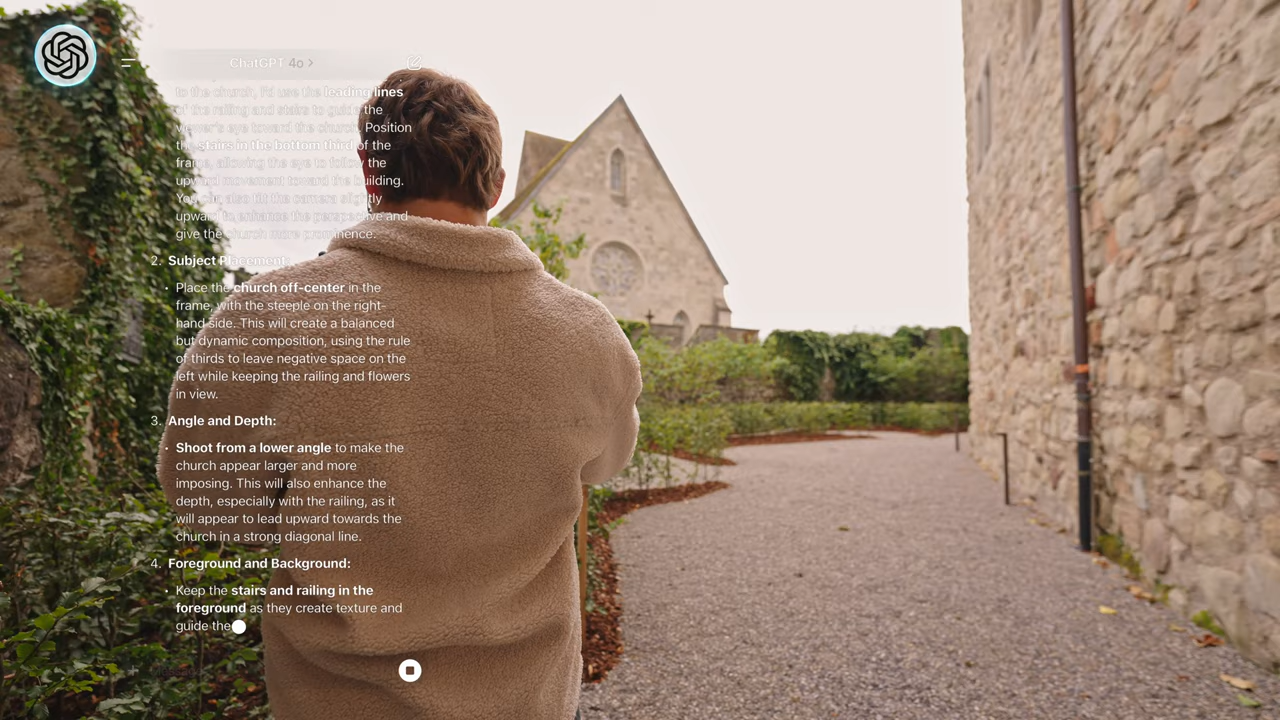 ChatGPT 4o >
to the church, I'd use the leading lines
of the railing and stairs to guide the
viewer's eye toward the church. Position
the stairs in the bottom third of the
frame, allowing the eye to follow the
upward movement toward the building.
You can also tilt the camera slightly
upward to enhance the perspective and
give the church more prominence.
2. Subject Placement:
• Place the church off-center in the
frame, with the steeple on the right-
hand side. This will create a balanced
but dynamic composition, using the rule
of thirds to leave negative space on the
left while keeping the railing and flowers
in view.
3. Angle and Depth:
• Shoot from a lower angle to make the
church appear larger and more
imposing. This will also enhance the
depth, especially with the railing, as it
will appear to lead upward towards the
church in a strong diagonal line.
4. Foreground and Background:
• Keep the stairs and railing in the
foreground as they create texture and
guide the